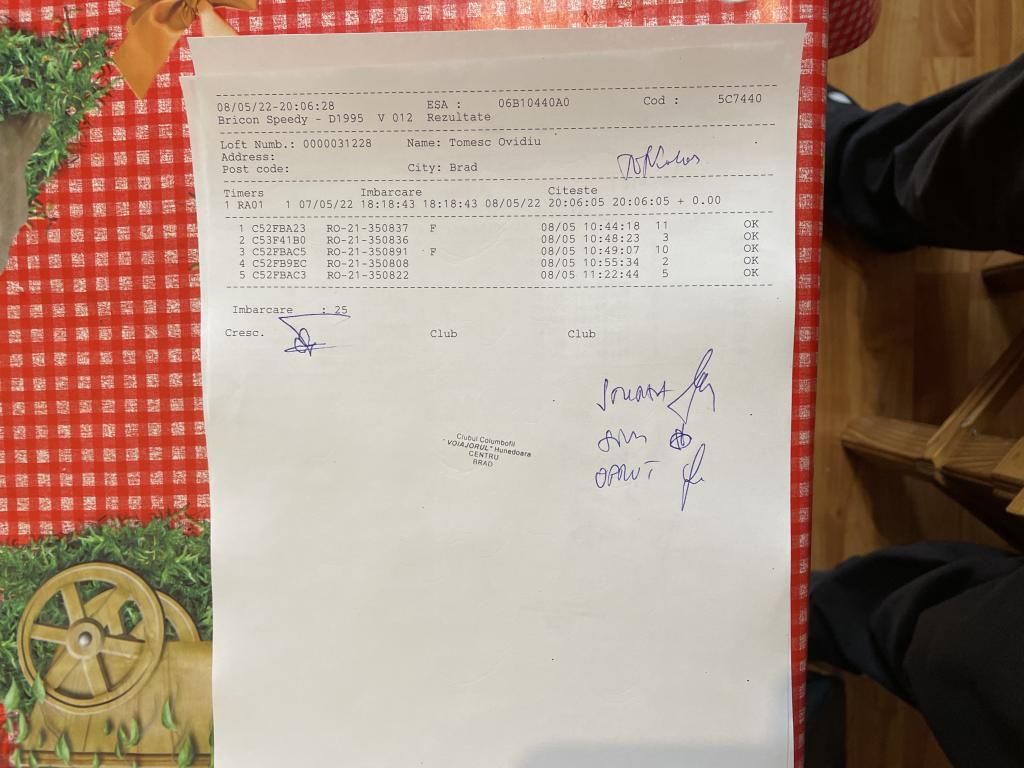 08/05/22-20:06:28 ESA : 06B10440A0 Cod : 5C7440
Bricon Speedy - D1995 V 012 Rezultate
Loft Numb.: 0000031228 Name: Tomesc Ovidiu
Address:
Post code: City: Brad
Timers Imbarcare Citeste
1 RA01 1 07/05/22 18:18:43 18:18:43 08/05/22 20:06:05 20:06:05 + 0.00
1 C52FBA23 RO-21-350837 F 08/05 10:44:18 11 OK
2 C53F41B0 RO-21-350836 08/05 10:48:23 3 OK
3 C52FBAC5 RO-21-350891 F 08/05 10:49:07 10 OK
4 C52FB9EC RO-21-350808 08/05 10:55:34 2 OK
5 C52FBAC3 RO-21-350822 08/05 11:22:44 5 OK
Imbarcare : 25
Cresc. Club Club
Clubul Columbofil
"VOIAJORUL" Hunedoara
CENTRU
BRAD